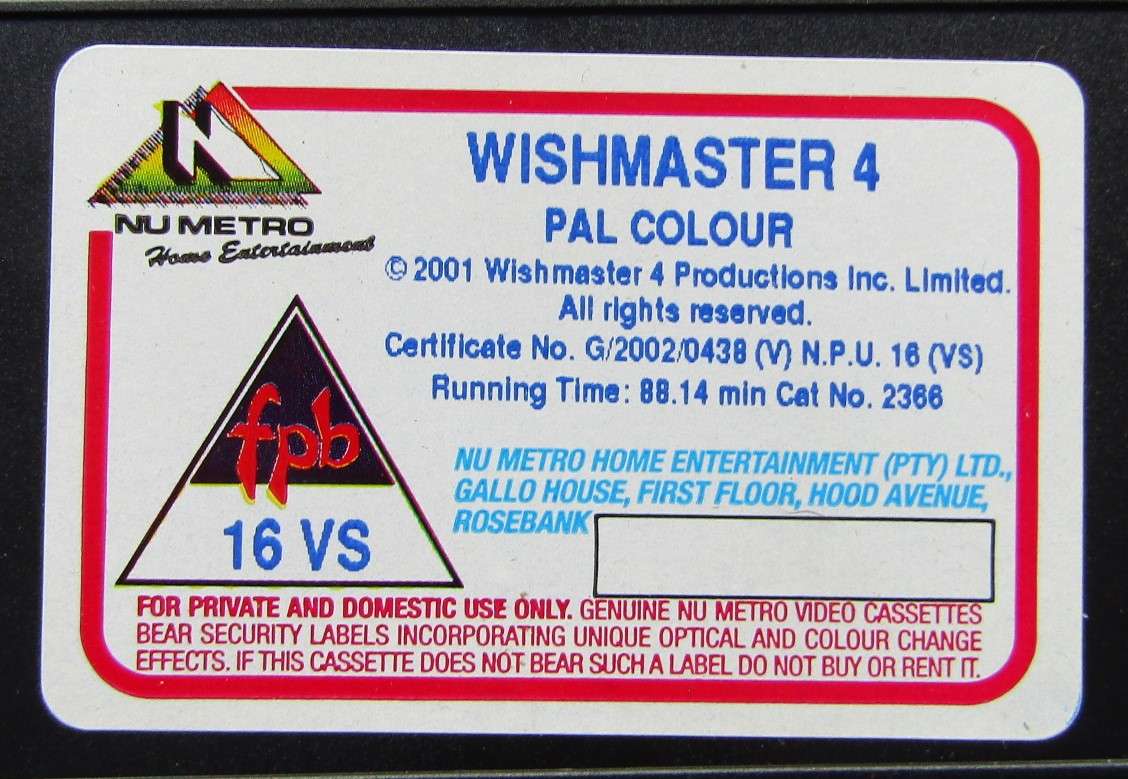 N
NU METRO
Home Entertainment
WISHMASTER 4
PAL COLOUR
© 2001 Wishmaster 4 Productions Inc. Limited.
All rights reserved.
Certificate No. G/2002/0438 (V) N.P.U. 16 (VS)
Running Time: 88.14 min Cat No. 2366
fpb
16 VS
NU METRO HOME ENTERTAINMENT (PTY) LTD.,
GALLO HOUSE, FIRST FLOOR, HOOD AVENUE,
ROSEBANK
FOR PRIVATE AND DOMESTIC USE ONLY. GENUINE NU METRO VIDEO CASSETTES
BEAR SECURITY LABELS INCORPORATING UNIQUE OPTICAL AND COLOUR CHANGE
EFFECTS. IF THIS CASSETTE DOES NOT BEAR SUCH A LABEL DO NOT BUY OR RENT IT.